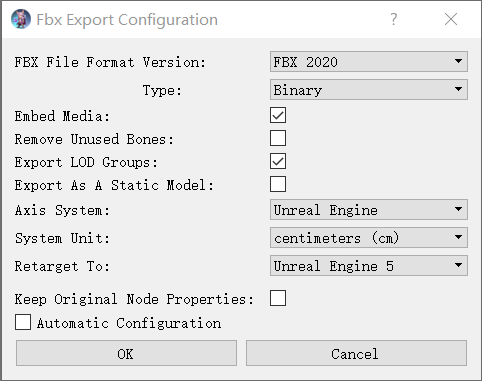 Fbx Export Configuration
FBX File Format Version: FBX 2020
Type: Binary
Embed Media:
Remove Unused Bones:
Export LOD Groups:
Export As A Static Model:
Axis System: Unreal Engine
System Unit: centimeters (cm)
Retarget To: Unreal Engine 5
Keep Original Node Properties:
Automatic Configuration
OK Cancel